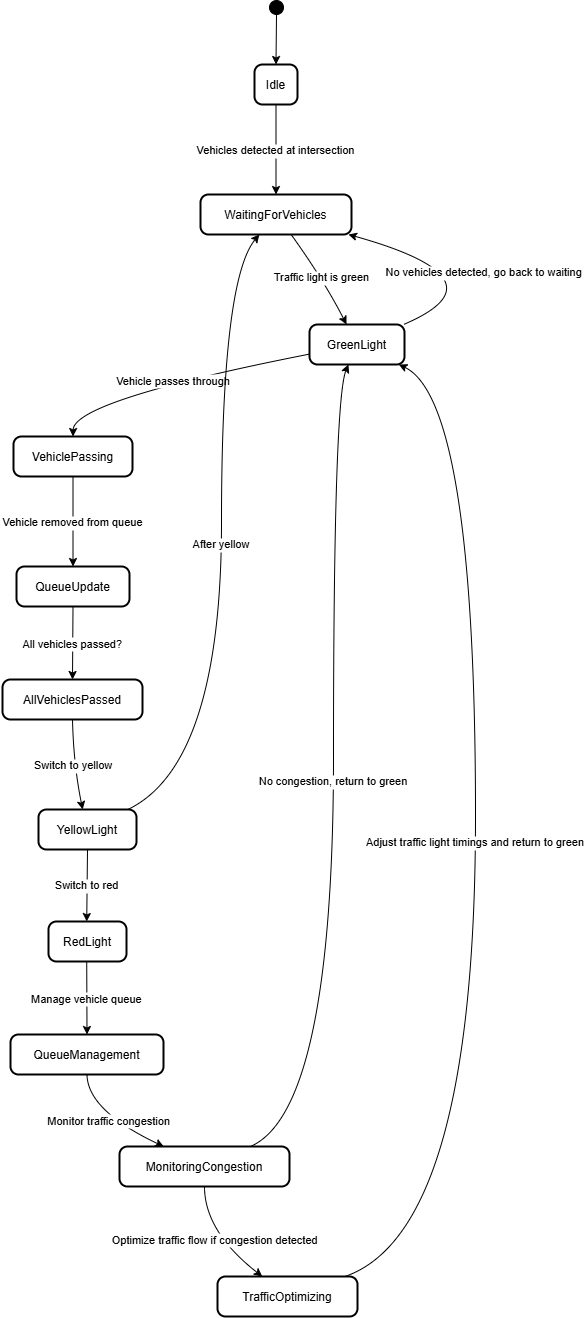 Idle
Vehicles detected at intersection
WaitingForVehicles
No vehicles detected, go back to waiting
Traffic light is green
GreenLight
Vehicle passes through
VehiclePassing
Vehicle removed from queue
After yellow
QueueUpdate
All vehicles passed?
AllVehiclesPassed
Switch to yellow
No congestion, return to green
YellowLight
Adjust traffic light timings and return to green
Switch to red
RedLight
Manage vehicle queue
QueueManagement
Monitor traffic congestion
MonitoringCongestion
Optimize traffic flow if congestion detected
TrafficOptimizing